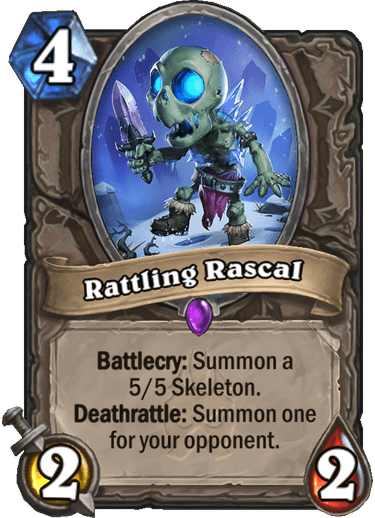 4
Rattling Rascal
Battlecry: Summon a
5/5 Skeleton.
Deathrattle: Summon one
for your opponent.
2
2